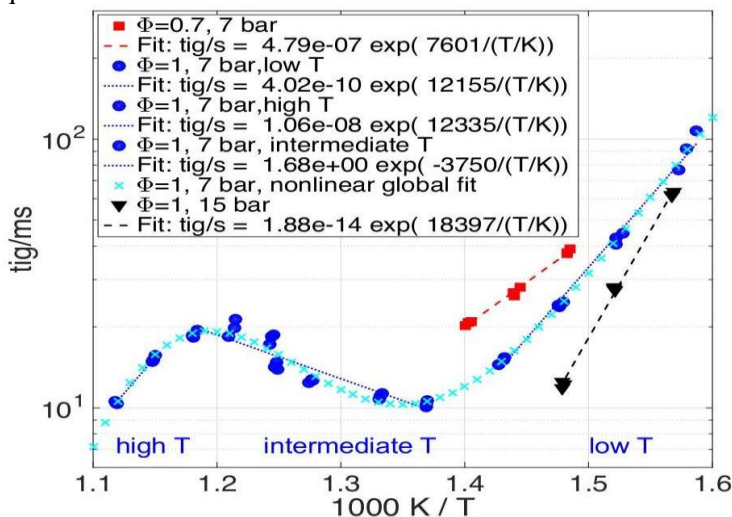 Φ=0.7, 7 bar
Fit: tig/s = 4.79e-07 exp( 7601/(T/K))
Φ=1, 7 bar,low T
Fit: tig/s = 4.02e-10 exp( 12155/(T/K))
Φ=1, 7 bar,high T
Fit: tig/s = 1.06e-08 exp( 12335/(T/K))
Φ=1, 7 bar, intermediate T
Fit: tig/s = 1.68e+00 exp( -3750/(T/K))
Φ=1, 7 bar, nonlinear global fit
Φ=1, 15 bar
Fit: tig/s = 1.88e-14 exp( 18397/(T/K))
10²
tig/ms
10¹
high T intermediate T low T
1.1 1.2 1.3 1.4 1.5 1.6
1000 K / T